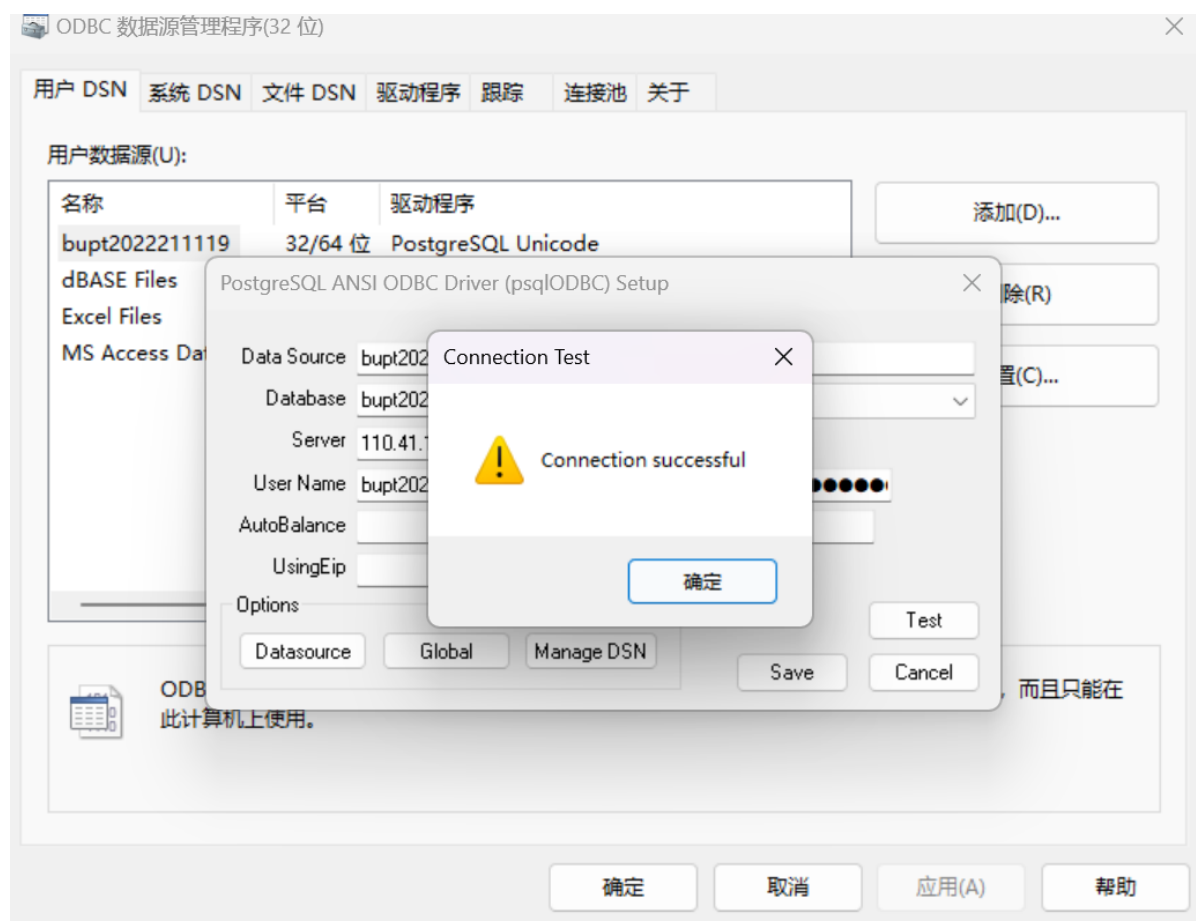 ODBC 数据源管理程序(32 位)
用户 DSN 系统 DSN 文件 DSN 驱动程序 跟踪 连接池 关于
用户数据源(U):
名称 平台 驱动程序
bupt2022211119 32/64 位 PostgreSQL Unicode
dBASE Files
Excel Files
MS Access Dat
添加(D)...
除(R)
置(C)...
PostgreSQL ANSI ODBC Driver (psqlODBC) Setup
Data Source bupt202
Database bupt202
Server 110.41.1
User Name bupt202
AutoBalance
UsingEip
Options
Datasource Global Manage DSN
Test
Save Cancel
Connection Test
Connection successful
确定
ODB
，而且只能在
此计算机上使用。
确定 取消 应用(A) 帮助